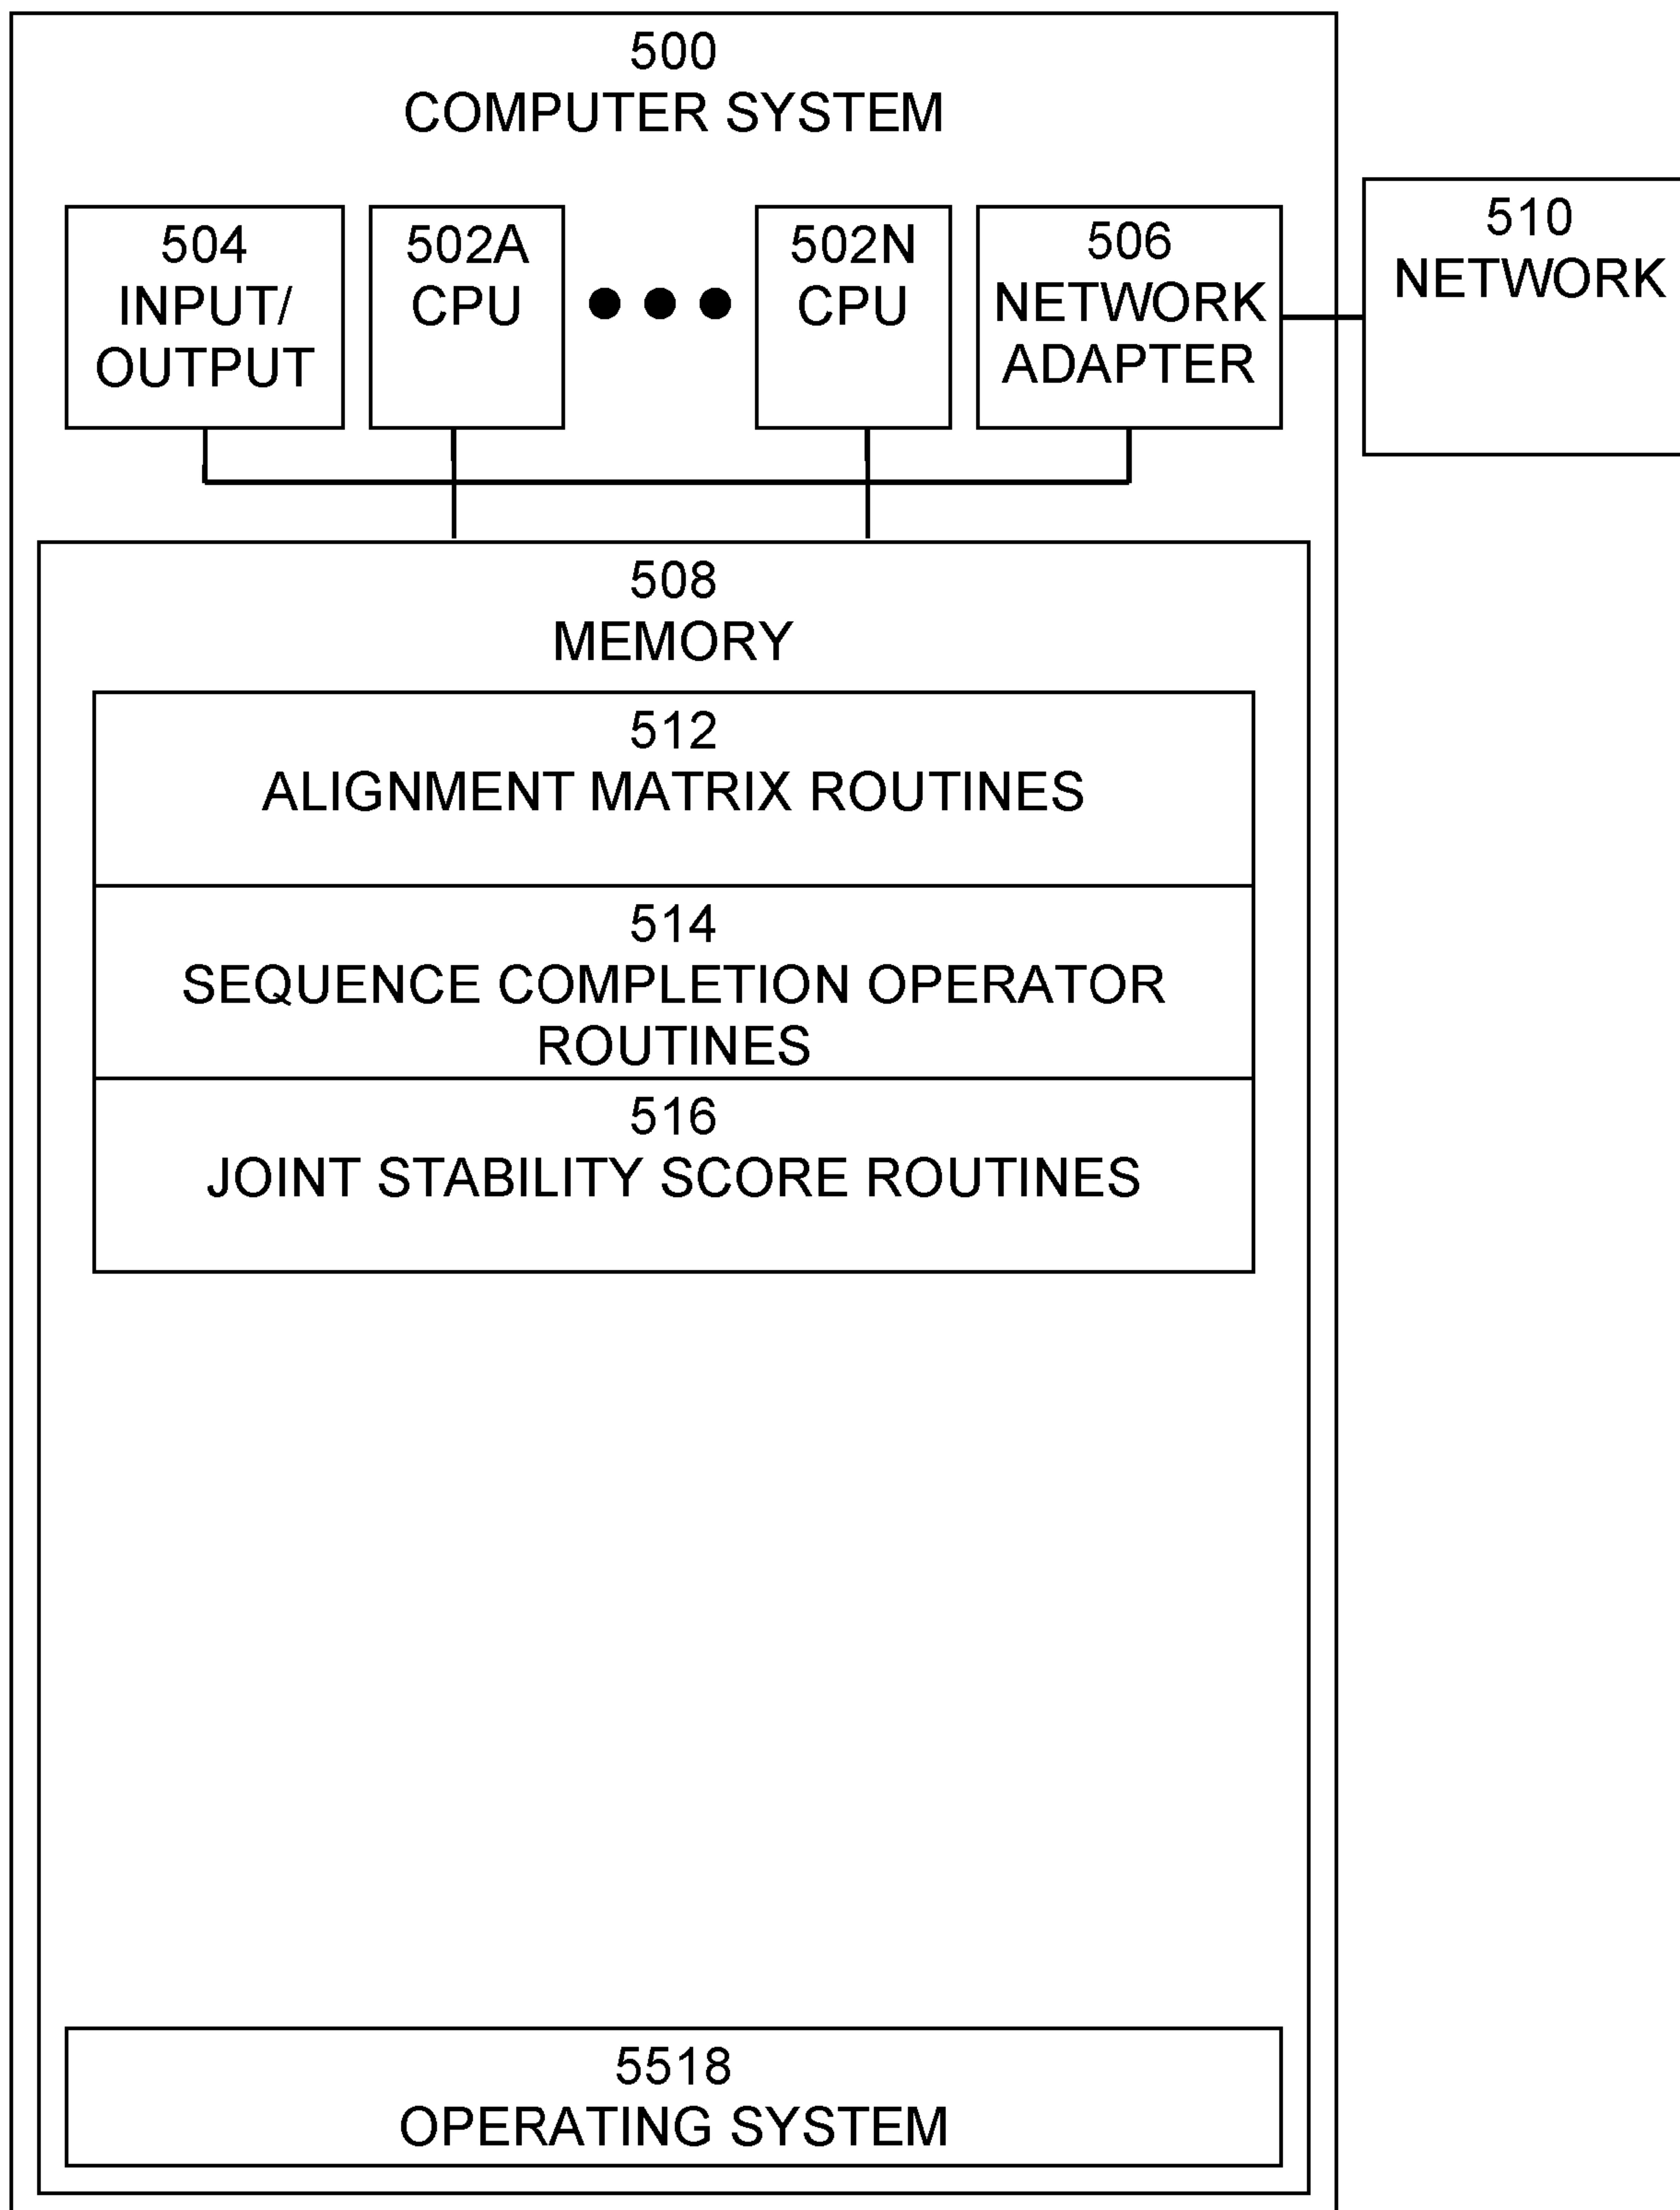 500
COMPUTER SYSTEM
504
INPUT/
OUTPUT
502A
CPU
502N
CPU
506
NETWORK
ADAPTER
510
NETWORK
508
MEMORY
512
ALIGNMENT MATRIX ROUTINES
514
SEQUENCE COMPLETION OPERATOR
ROUTINES
516
JOINT STABILITY SCORE ROUTINES
5518
OPERATING SYSTEM